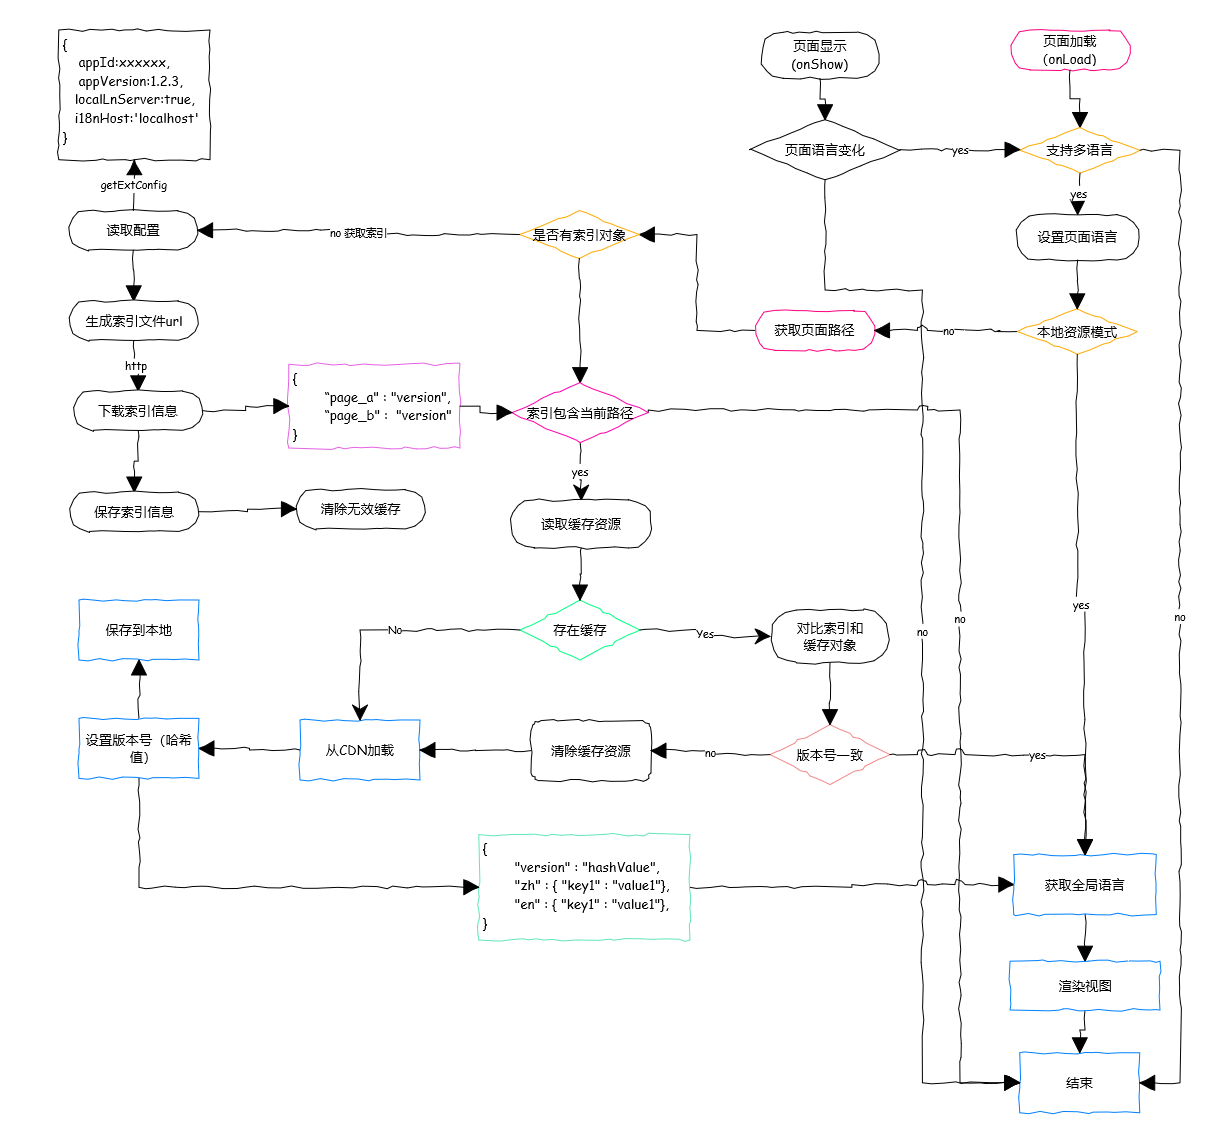 {
appId:xxxxxx,
appVersion:1.2.3,
localLnServer:true,
i18nHost:'localhost'
}
页面显示
(onShow)
页面加载
(onLoad)
页面语言变化
yes
支持多语言
getExtConfig
yes
读取配置
no 获取索引
是否有索引对象
设置页面语言
生成索引文件url
获取页面路径
no
本地资源模式
http
{
"page_a" : "version",
"page_b" : "version"
}
下载索引信息
索引包含当前路径
yes
保存索引信息
清除无效缓存
读取缓存资源
yes
no
no
no
保存到本地
No
存在缓存
Yes
对比索引和
缓存对象
设置版本号（哈希
值）
从CDN加载
清除缓存资源
no
版本号一致
yes
{
"version" : "hashValue",
"zh" : { "key1" : "value1"},
"en" : { "key1" : "value1"},
}
获取全局语言
渲染视图
结束